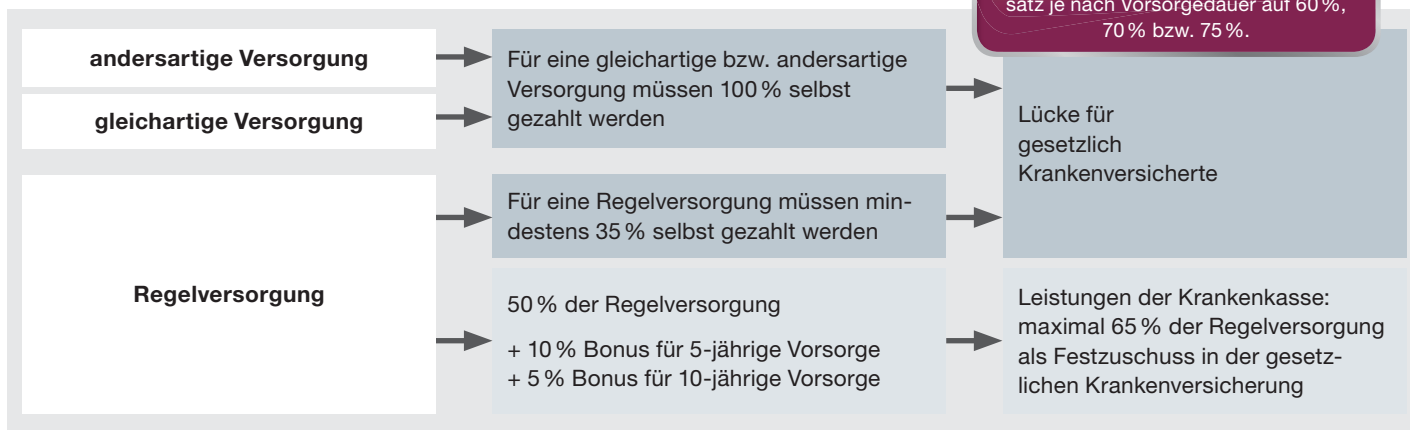 satz je nach Vorsorgedauer auf 60 %,
70 % bzw. 75 %.
andersartige Versorgung
gleichartige Versorgung
Für eine gleichartige bzw. andersartige
Versorgung müssen 100 % selbst
gezahlt werden
Lücke für
gesetzlich
Krankenversicherte
Regelversorgung
Für eine Regelversorgung müssen min-
destens 35 % selbst gezahlt werden
50 % der Regelversorgung
+ 10 % Bonus für 5-jährige Vorsorge
+ 5 % Bonus für 10-jährige Vorsorge
Leistungen der Krankenkasse:
maximal 65 % der Regelversorgung
als Festzuschuss in der gesetz-
lichen Krankenversicherung